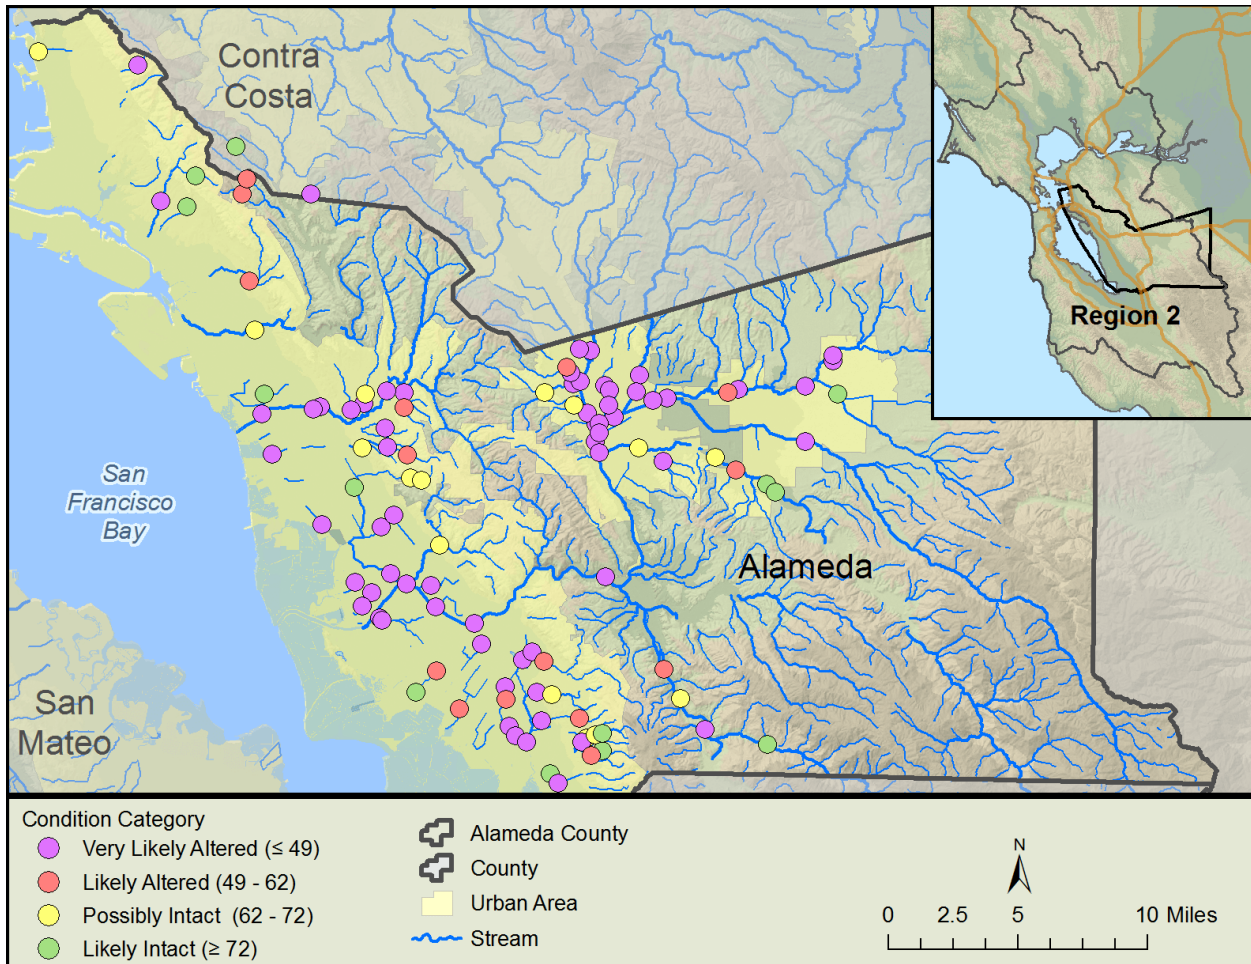 Contra
Costa
San
Francisco
Bay
Alameda
San
Mateo
Region 2
Condition Category
Very Likely Altered (≤ 49)
Likely Altered (49 - 62)
Possibly Intact (62 - 72)
Likely Intact (≥ 72)
Alameda County
County
Urban Area
Stream
N
0 2.5 5 10 Miles